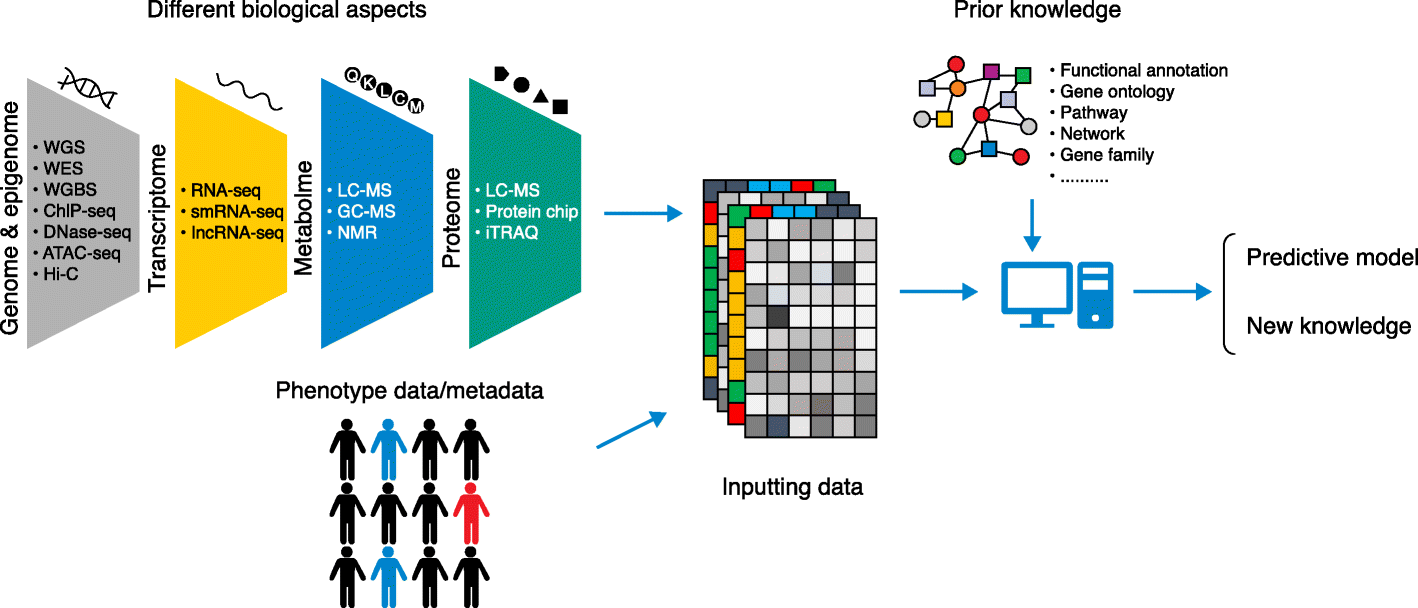 Different biological aspects
Prior knowledge
Genome & epigenome
• WGS
• WES
• WGBS
• ChIP-seq
• DNase-seq
• ATAC-seq
• Hi-C
Transcriptome
• RNA-seq
• smRNA-seq
• lncRNA-seq
Q K L C M
Metabolme
• LC-MS
• GC-MS
• NMR
Proteome
• LC-MS
• Protein chip
• iTRAQ
• Functional annotation
• Gene ontology
• Pathway
• Network
• Gene family
• ..........
Phenotype data/metadata
Inputting data
Predictive model
New knowledge